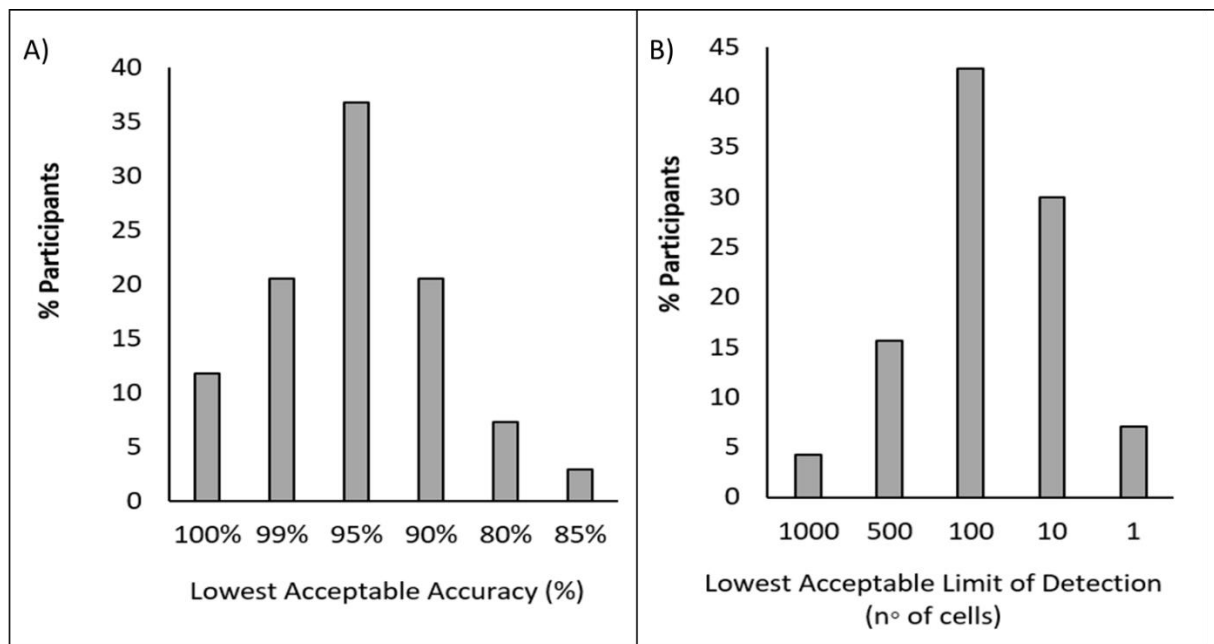 A)
% Participants
40
35
30
25
20
15
10
5
0
100% 99% 95% 90% 80% 85%
Lowest Acceptable Accuracy (%)
B)
% Participants
45
40
35
30
25
20
15
10
5
0
1000 500 100 10 1
Lowest Acceptable Limit of Detection
(n◦ of cells)